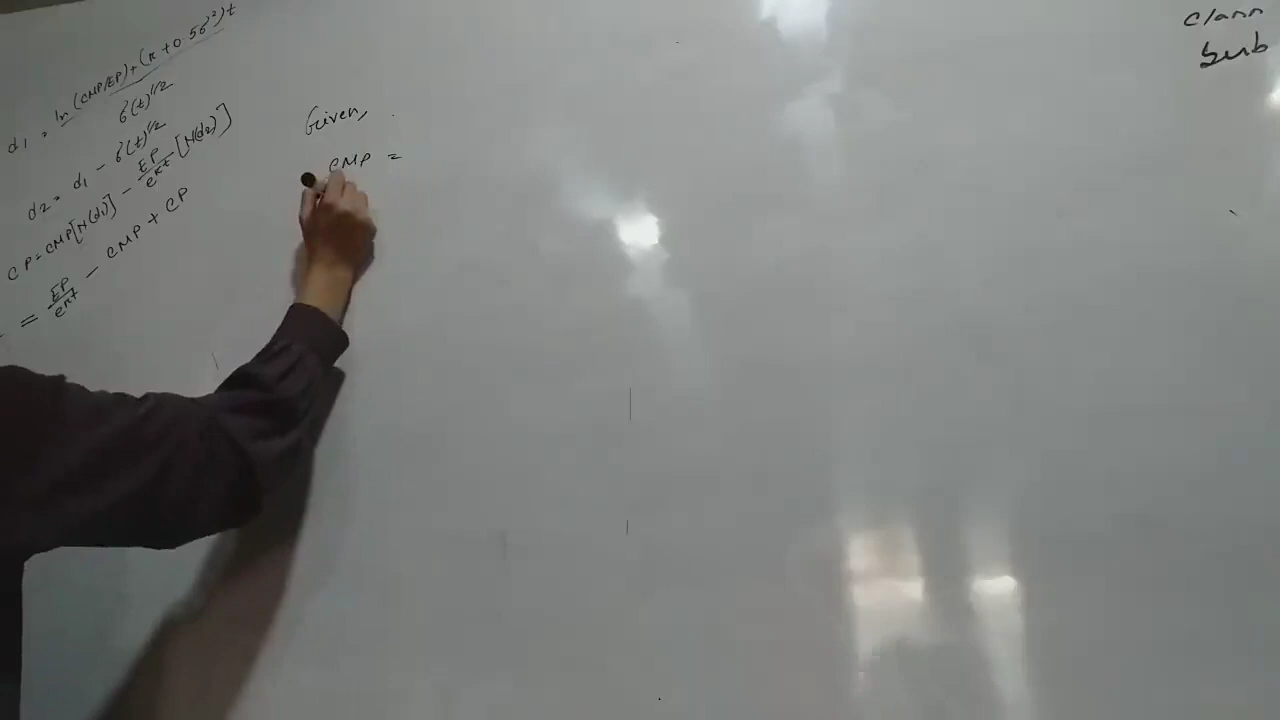 d1 = ln (CMP/EP) + (r + 0.5σ²) t
σ(t)^1/2
d2 = d1 - σ(t)^1/2
CP = CMP[N(d1)] - EP/e^rt [N(d2)]
= EP/e^rt - CMP + CP
Given,
CMP =
Class
Sub